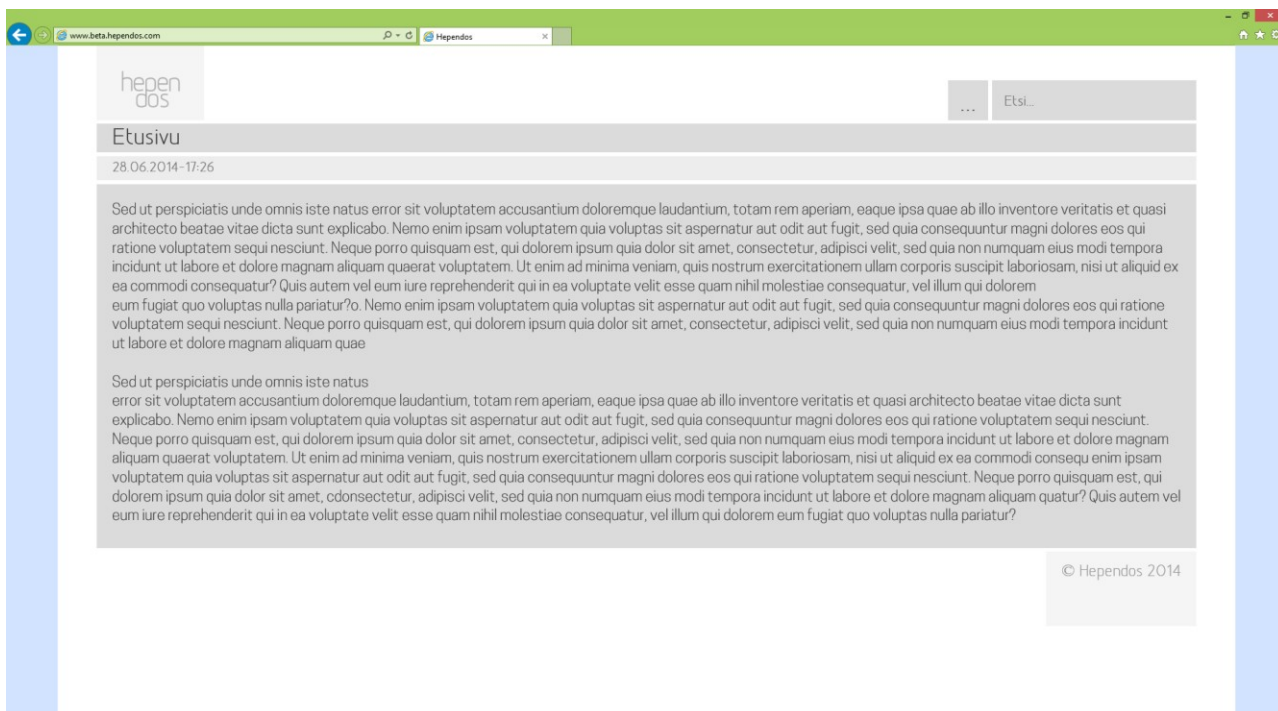 www.beta.hependos.com
Hependos
hepen
dos
...
Etsi...
Etusivu
28.06.2014-17:26
Sed ut perspiciatis unde omnis iste natus error sit voluptatem accusantium doloremque laudantium, totam rem aperiam, eaque ipsa quae ab illo inventore veritatis et quasi
architecto beatae vitae dicta sunt explicabo. Nemo enim ipsam voluptatem quia voluptas sit aspernatur aut odit aut fugit, sed quia consequuntur magni dolores eos qui
ratione voluptatem sequi nesciunt. Neque porro quisquam est, qui dolorem ipsum quia dolor sit amet, consectetur, adipisci velit, sed quia non numquam eius modi tempora
incidunt ut labore et dolore magnam aliquam quaerat voluptatem. Ut enim ad minima veniam, quis nostrum exercitationem ullam corporis suscipit laboriosam, nisi ut aliquid ex
ea commodi consequatur? Quis autem vel eum iure reprehenderit qui in ea voluptate velit esse quam nihil molestiae consequatur, vel illum qui dolorem
eum fugiat quo voluptas nulla pariatur?o. Nemo enim ipsam voluptatem quia voluptas sit aspernatur aut odit aut fugit, sed quia consequuntur magni dolores eos qui ratione
voluptatem sequi nesciunt. Neque porro quisquam est, qui dolorem ipsum quia dolor sit amet, consectetur, adipisci velit, sed quia non numquam eius modi tempora incidunt
ut labore et dolore magnam aliquam quae
Sed ut perspiciatis unde omnis iste natus
error sit voluptatem accusantium doloremque laudantium, totam rem aperiam, eaque ipsa quae ab illo inventore veritatis et quasi architecto beatae vitae dicta sunt
explicabo. Nemo enim ipsam voluptatem quia voluptas sit aspernatur aut odit aut fugit, sed quia consequuntur magni dolores eos qui ratione voluptatem sequi nesciunt.
Neque porro quisquam est, qui dolorem ipsum quia dolor sit amet, consectetur, adipisci velit, sed quia non numquam eius modi tempora incidunt ut labore et dolore magnam
aliquam quaerat voluptatem. Ut enim ad minima veniam, quis nostrum exercitationem ullam corporis suscipit laboriosam, nisi ut aliquid ex ea commodi consequ enim ipsam
voluptatem quia voluptas sit aspernatur aut odit aut fugit, sed quia consequuntur magni dolores eos qui ratione voluptatem sequi nesciunt. Neque porro quisquam est, qui
dolorem ipsum quia dolor sit amet, cdonsectetur, adipisci velit, sed quia non numquam eius modi tempora incidunt ut labore et dolore magnam aliquam quatur? Quis autem vel
eum iure reprehenderit qui in ea voluptate velit esse quam nihil molestiae consequatur, vel illum qui dolorem eum fugiat quo voluptas nulla pariatur?
© Hependos 2014